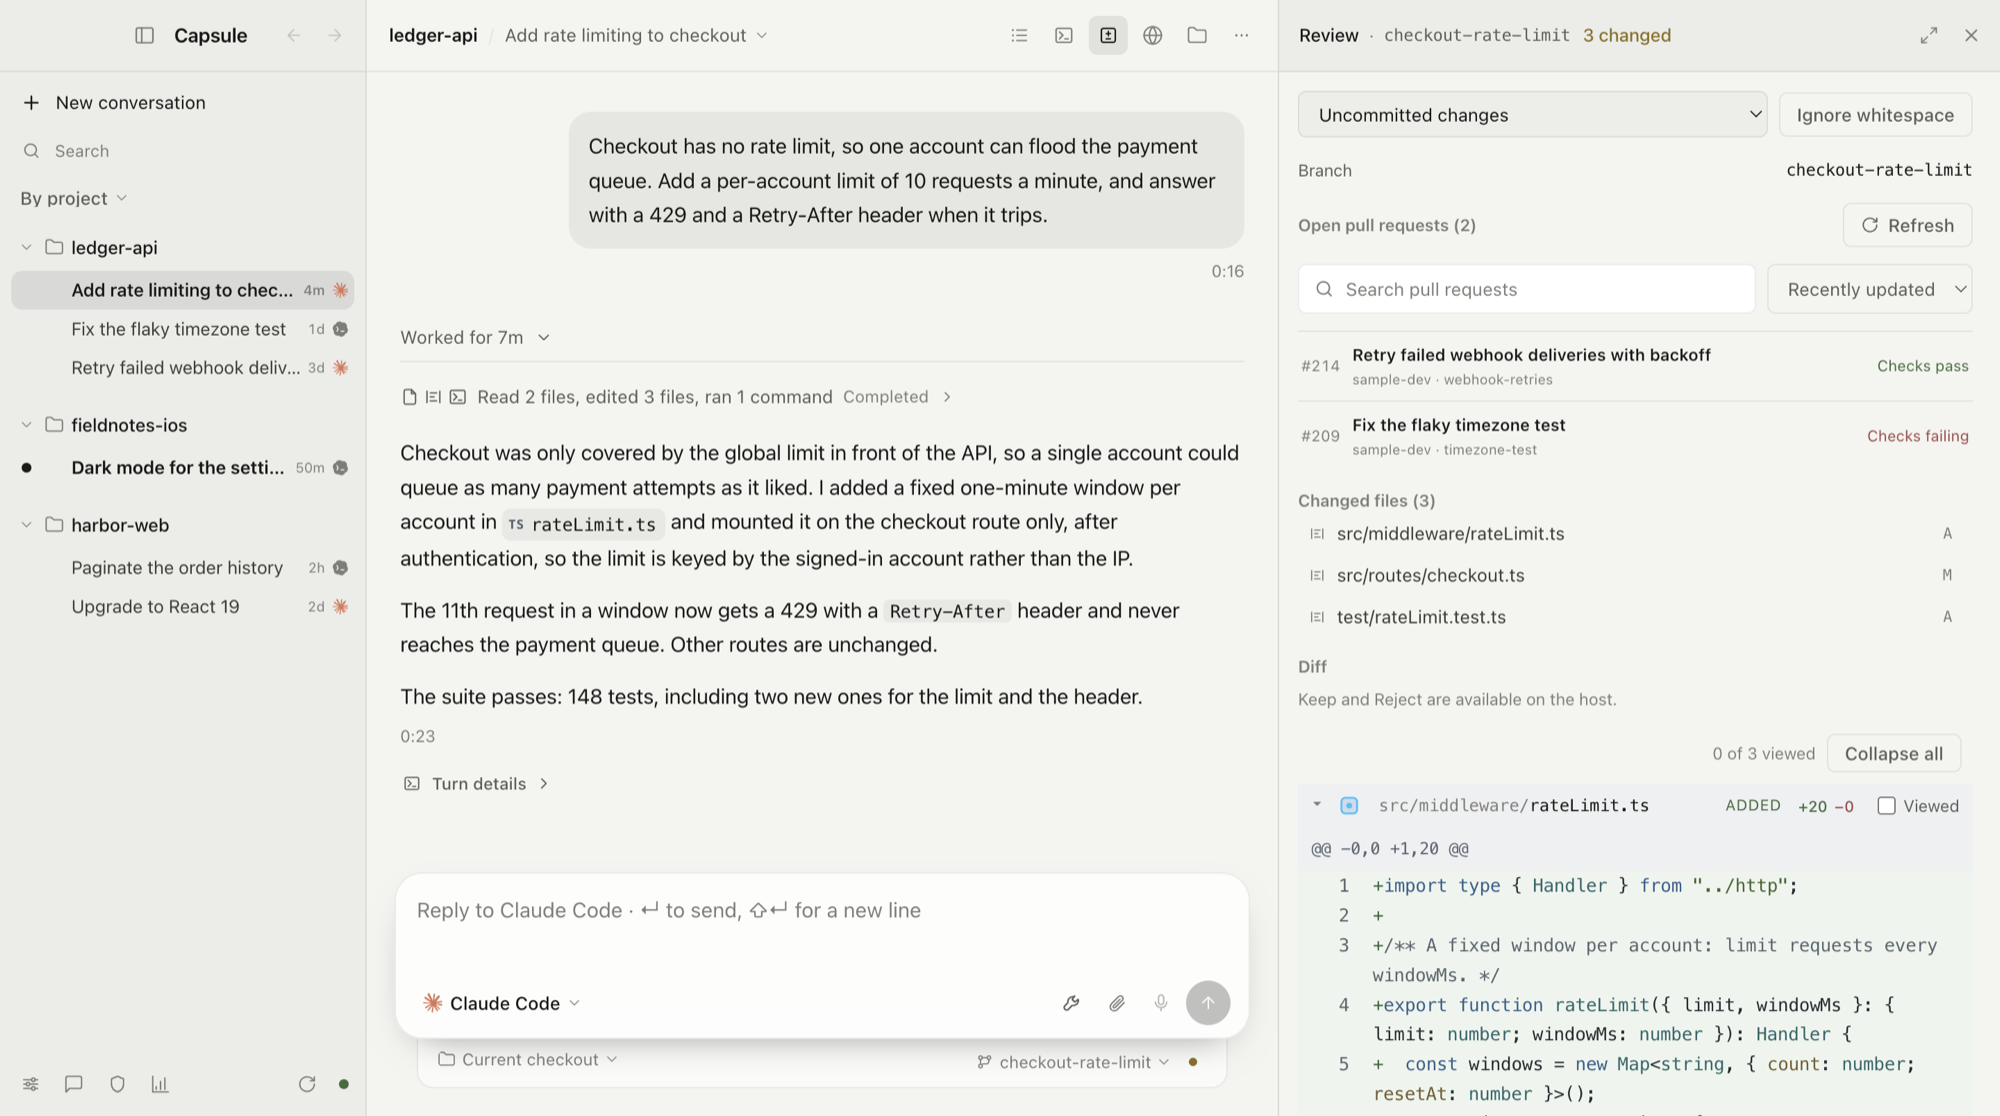 Capsule
New conversation
Search
By project
ledger-api
Add rate limiting to chec... 4m
Fix the flaky timezone test 1d
Retry failed webhook deliv... 3d
fieldnotes-ios
Dark mode for the setti... 50m
harbor-web
Paginate the order history 2h
Upgrade to React 19 2d
ledger-api / Add rate limiting to checkout
Checkout has no rate limit, so one account can flood the payment
queue. Add a per-account limit of 10 requests a minute, and answer
with a 429 and a Retry-After header when it trips.
0:16
Worked for 7m
Read 2 files, edited 3 files, ran 1 command Completed
Checkout was only covered by the global limit in front of the API, so a single account could
queue as many payment attempts as it liked. I added a fixed one-minute window per
account in TS rateLimit.ts and mounted it on the checkout route only, after
authentication, so the limit is keyed by the signed-in account rather than the IP.
The 11th request in a window now gets a 429 with a Retry-After header and never
reaches the payment queue. Other routes are unchanged.
The suite passes: 148 tests, including two new ones for the limit and the header.
0:23
Turn details
Reply to Claude Code · ↵ to send, ⇧↵ for a new line
Claude Code
Current checkout
checkout-rate-limit
Review · checkout-rate-limit 3 changed
Uncommitted changes
Ignore whitespace
Branch checkout-rate-limit
Open pull requests (2)
Refresh
Search pull requests
Recently updated
#214 Retry failed webhook deliveries with backoff
sample-dev · webhook-retries
Checks pass
#209 Fix the flaky timezone test
sample-dev · timezone-test
Checks failing
Changed files (3)
src/middleware/rateLimit.ts A
src/routes/checkout.ts M
test/rateLimit.test.ts A
Diff
Keep and Reject are available on the host.
0 of 3 viewed
Collapse all
src/middleware/rateLimit.ts ADDED +20 −0 Viewed
@@ −0,0 +1,20 @@
1 +import type { Handler } from "../http";
2 +
3 +/** A fixed window per account: limit requests every
windowMs. */
4 +export function rateLimit({ limit, windowMs }: {
limit: number; windowMs: number }): Handler {
5 + const windows = new Map<string, { count: number;
resetAt: number }>();